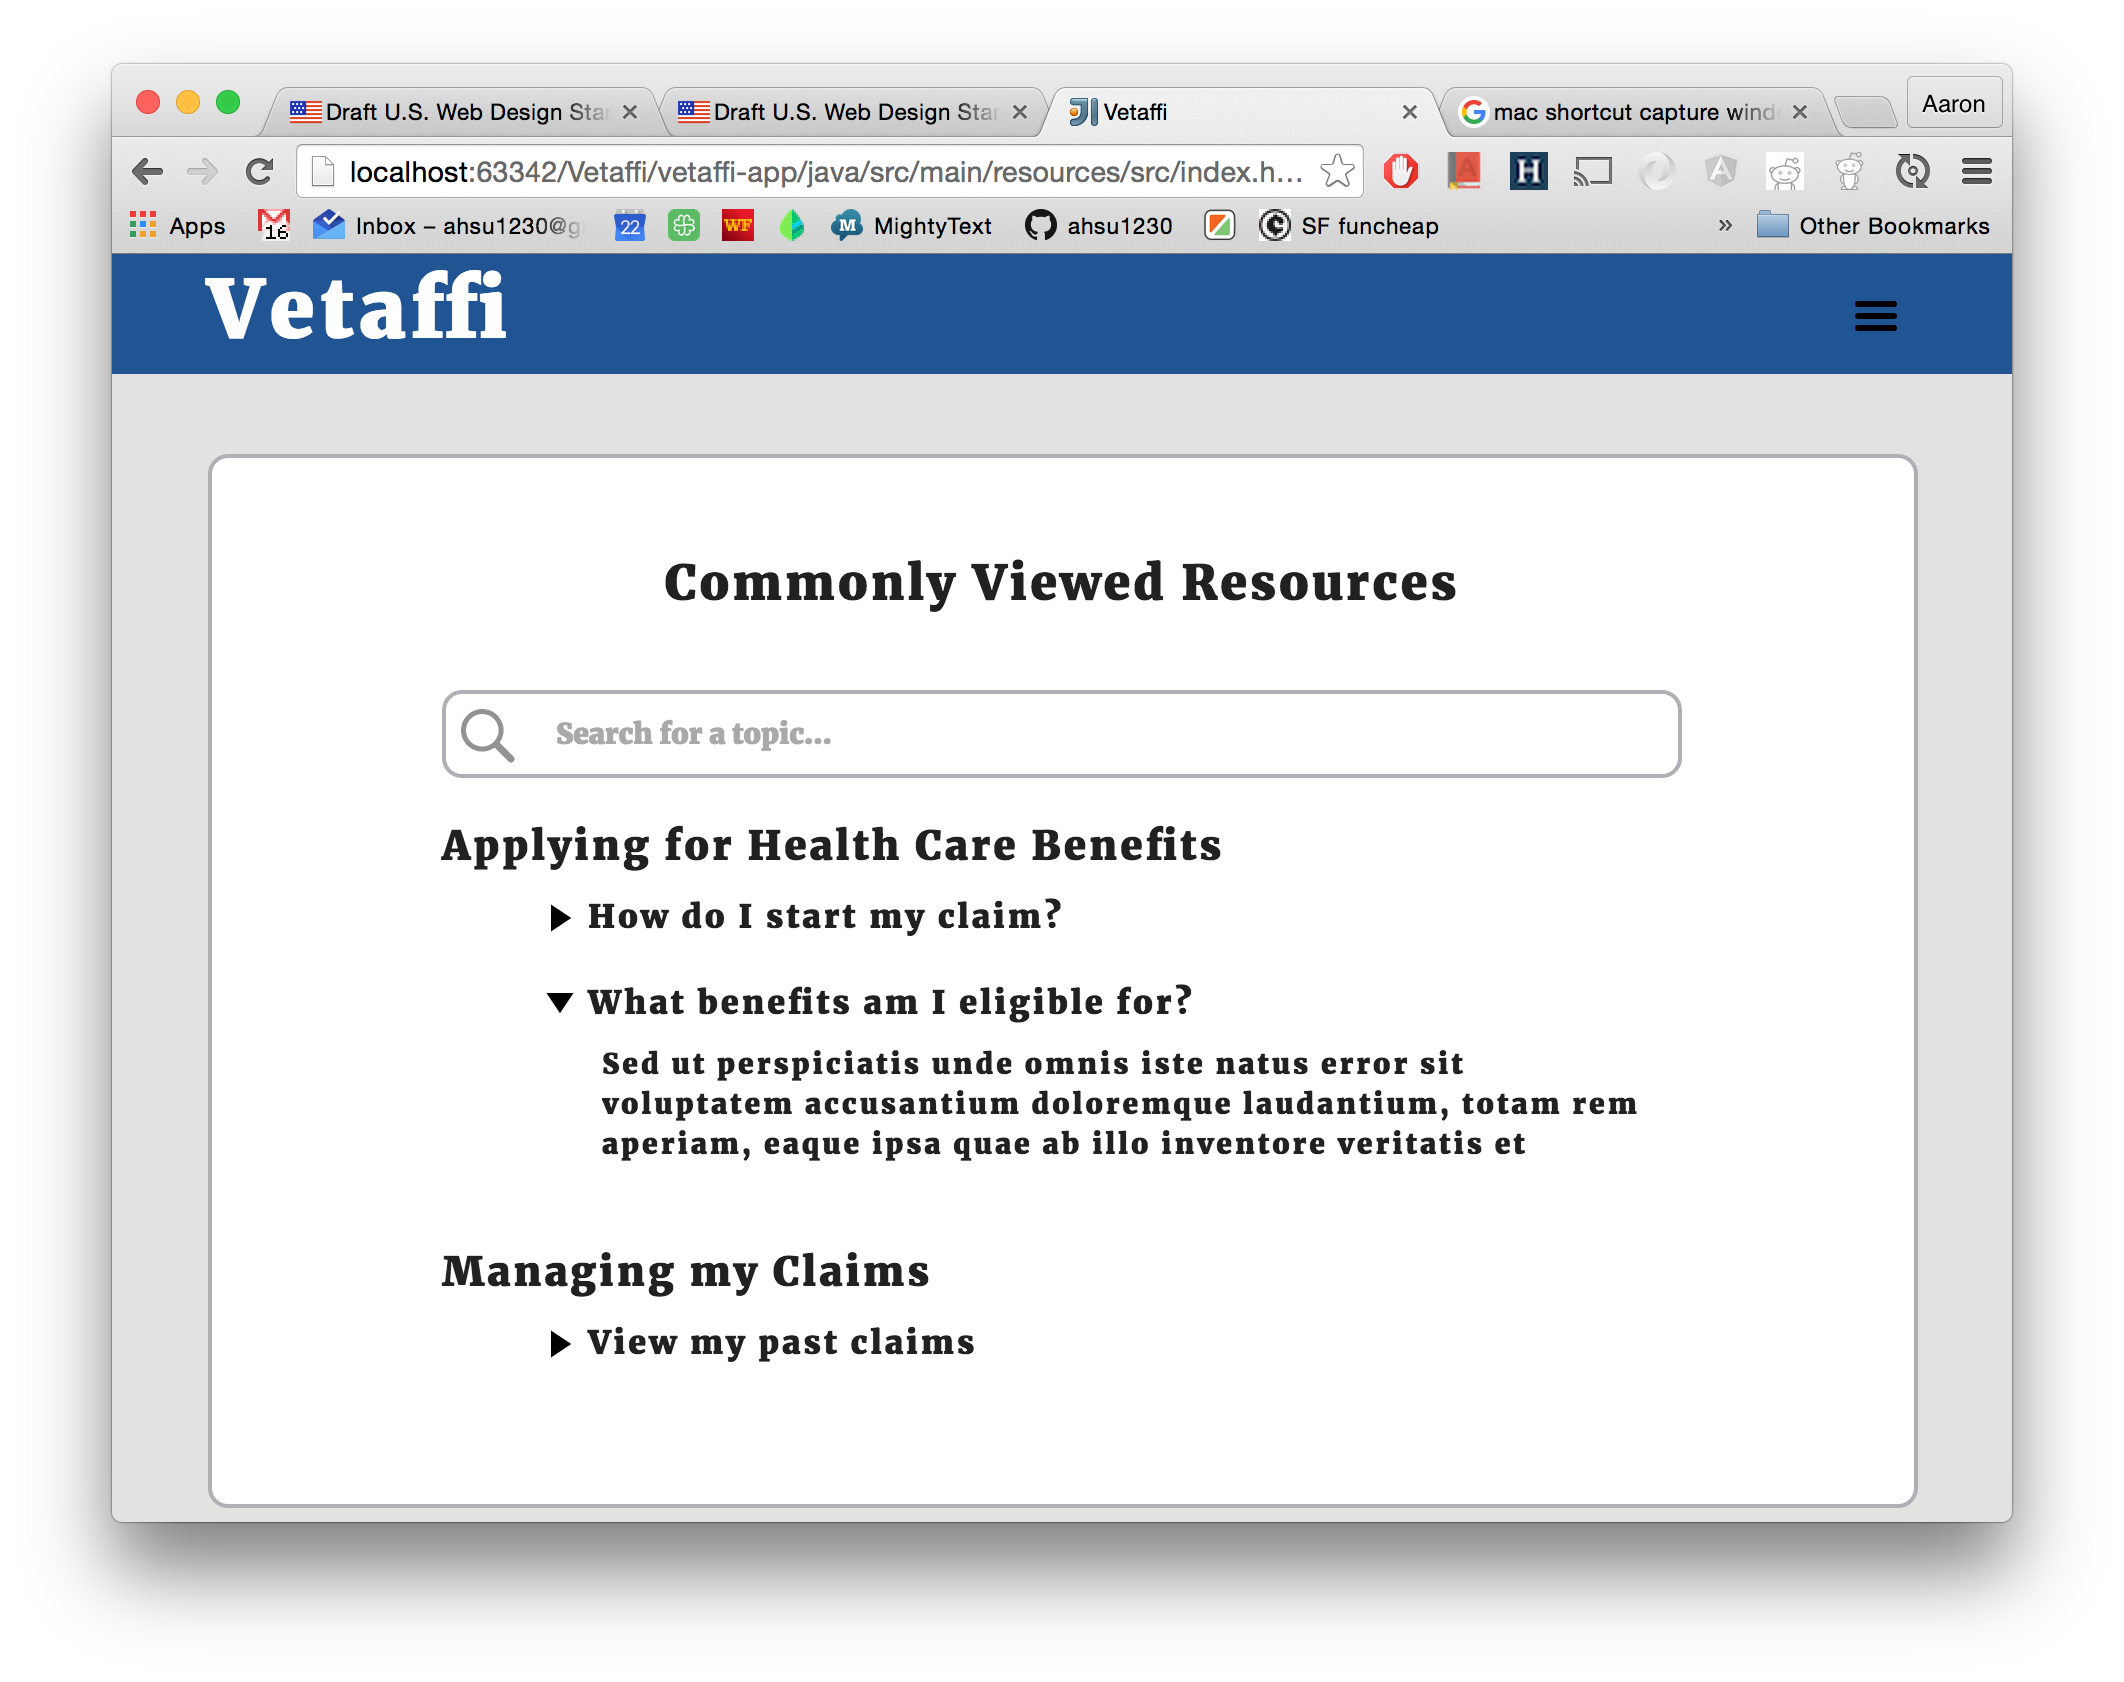 Draft U.S. Web Design Sta
Draft U.S. Web Design Star
Vetaffi
mac shortcut capture wind
Aaron
localhost:63342/Vetaffi/vetaffi-app/java/src/main/resources/src/index.h...
Apps
16
Inbox – ahsu1230@g
22
WF
MightyText
ahsu1230
SF funcheap
»
Other Bookmarks
Vetaffi
Commonly Viewed Resources
Search for a topic...
Applying for Health Care Benefits
How do I start my claim?
What benefits am I eligible for?
Sed ut perspiciatis unde omnis iste natus error sit
voluptatem accusantium doloremque laudantium, totam rem
aperiam, eaque ipsa quae ab illo inventore veritatis et
Managing my Claims
View my past claims